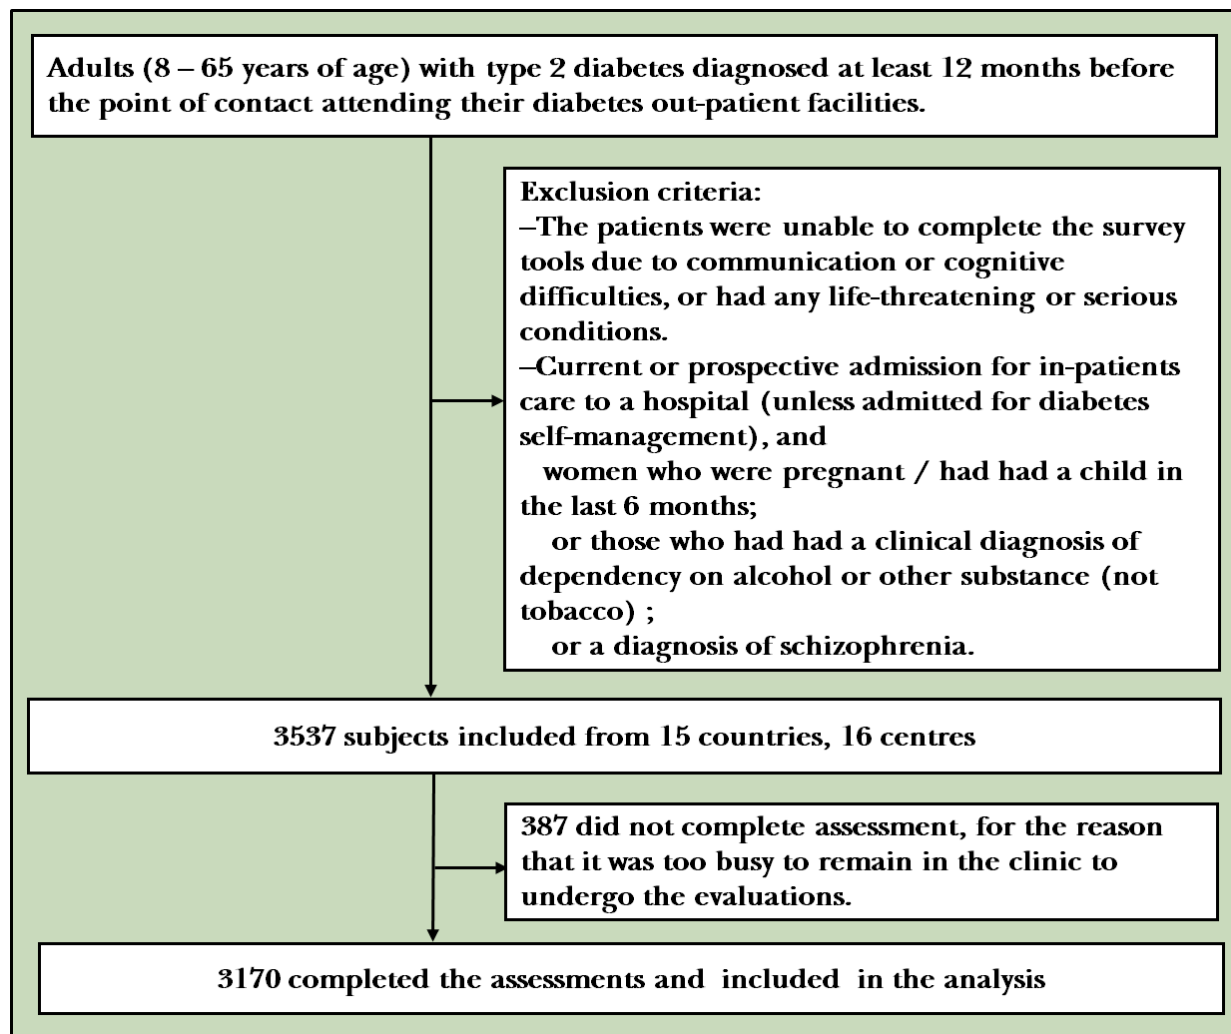 Adults (8 – 65 years of age) with type 2 diabetes diagnosed at least 12 months before
the point of contact attending their diabetes out-patient facilities.
Exclusion criteria:
–The patients were unable to complete the survey
tools due to communication or cognitive
difficulties, or had any life-threatening or serious
conditions.
–Current or prospective admission for in-patients
care to a hospital (unless admitted for diabetes
self-management), and
women who were pregnant / had had a child in
the last 6 months;
or those who had had a clinical diagnosis of
dependency on alcohol or other substance (not
tobacco) ;
or a diagnosis of schizophrenia.
3537 subjects included from 15 countries, 16 centres
387 did not complete assessment, for the reason
that it was too busy to remain in the clinic to
undergo the evaluations.
3170 completed the assessments and included in the analysis